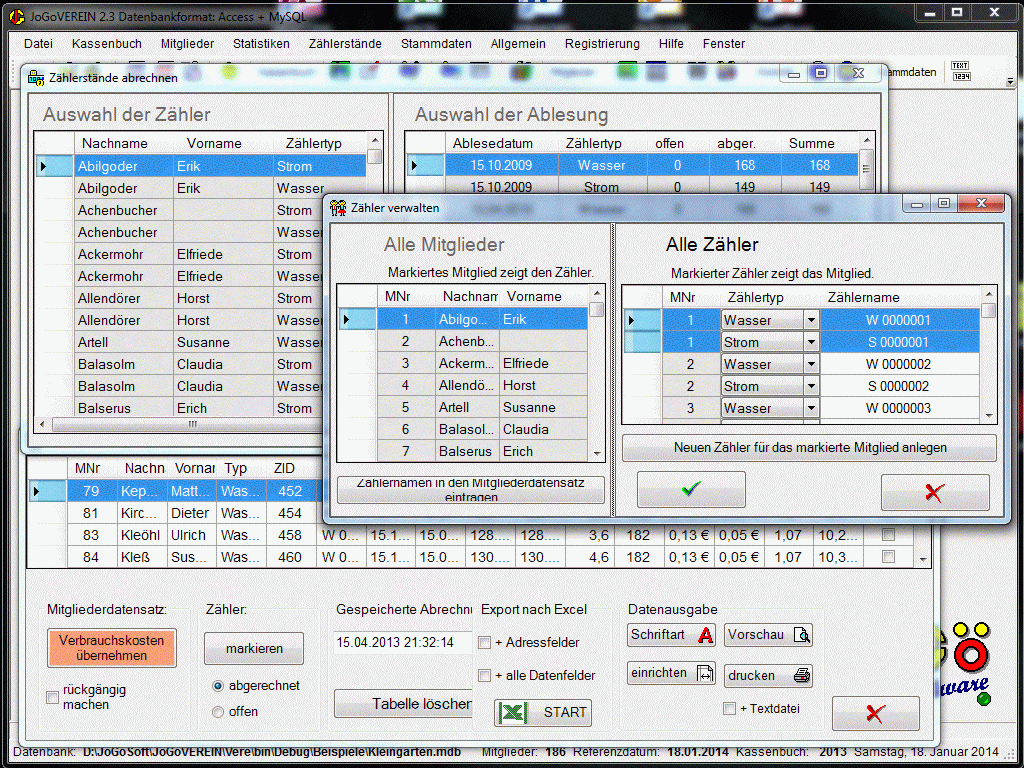 JoGoVEREIN 2.3 Datenbankformat: Access + MySQL
Datei Kassenbuch Mitglieder Statistiken Zählerstände Stammdaten Allgemein Registrierung Hilfe Fenster
TEXT
1234
Zählerstände abrechnen
Auswahl der Zähler
Nachname Vorname Zählertyp
Abilgoder Erik Strom
Abilgoder Erik Wasser
Achenbucher Strom
Achenbucher Wasser
Ackermohr Elfriede Strom
Ackermohr Elfriede Wasser
Allendörer Horst Strom
Allendörer Horst Wasser
Artell Susanne Strom
Balasolm Claudia Strom
Balasolm Claudia Wasser
Balserus Erich Strom
Auswahl der Ablesung
Ablesedatum Zählertyp offen abger. Summe
15.10.2009 Wasser 0 168 168
15.10.2009 Strom 0 149 149
Zähler verwalten
Alle Mitglieder
Markiertes Mitglied zeigt den Zähler.
MNr Nachnam Vorname
1 Abilgo... Erik
2 Achenb...
3 Ackerm... Elfriede
4 Allendö... Horst
5 Artell Susanne
6 Balasol... Claudia
7 Balserus Erich
Zählernamen in den Mitgliederdatensatz
eintragen
Alle Zähler
Markierter Zähler zeigt das Mitglied.
MNr Zählertyp Zählername
1 Wasser W 0000001
1 Strom S 0000001
2 Wasser W 0000002
2 Strom S 0000002
3 Wasser W 0000003
Neuen Zähler für das markierte Mitglied anlegen
MNr Nachn Vornar Typ ZID
79 Kep... Matt... Was... 452
81 Kirc... Dieter Was... 454
83 Kleöhl Ulrich Was... 458 W 0... 15.1... 15.0... 128.... 128.... 3,6 182 0,13 € 0,05 € 1,07 10,2...
84 Kleß Sus... Was... 460 W 0... 15.1... 15.0... 130.... 130.... 4,6 182 0,13 € 0,05 € 1,07 10,3...
Mitgliederdatensatz:
Verbrauchskosten
übernehmen
rückgängig
machen
Zähler:
markieren
abgerechnet
offen
Gespeicherte Abrechnu
15.04.2013 21:32:14
Tabelle löschen
Export nach Excel
+ Adressfelder
+ alle Datenfelder
START
Datenausgabe
Schriftart A Vorschau
einrichten drucken
+ Textdatei
ware
Datenbank: D:\JoGoSoft\JoGoVEREIN\Vere\bin\Debug\Beispiele\Kleingarten.mdb Mitglieder: 186 Referenzdatum: 18.01.2014 Kassenbuch: 2013 Samstag, 18. Januar 2014